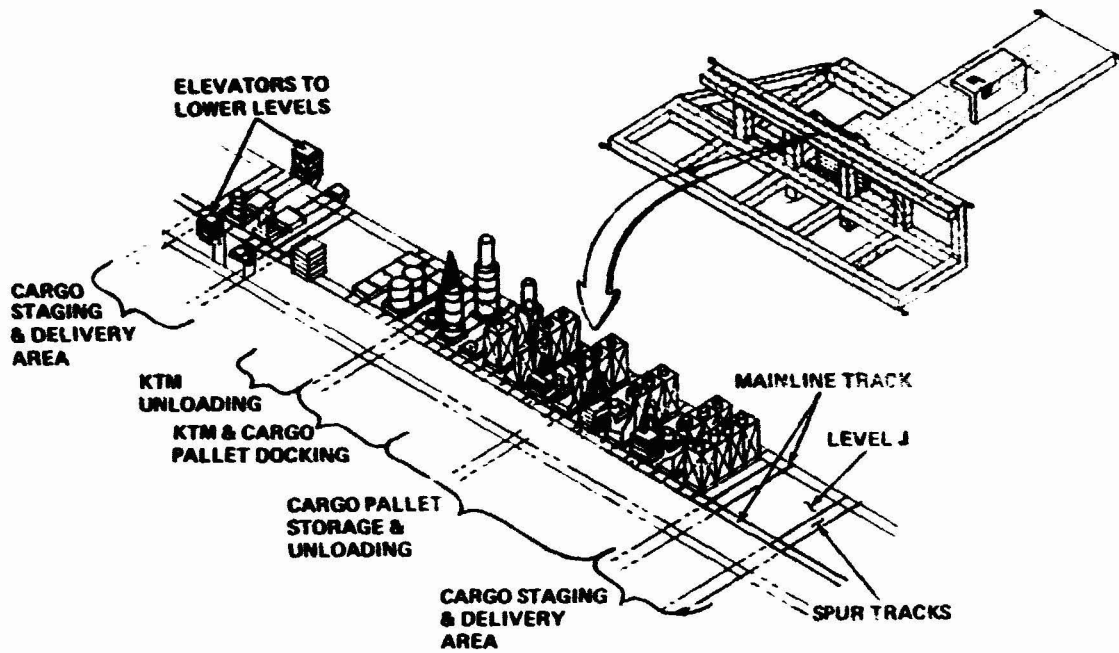 ELEVATORS TO
LOWER LEVELS
CARGO
STAGING
& DELIVERY
AREA
KTM
UNLOADING
KTM & CARGO
PALLET DOCKING
CARGO PALLET
STORAGE &
UNLOADING
CARGO STAGING
& DELIVERY
AREA
MAINLINE TRACK
LEVEL J
SPUR TRACKS